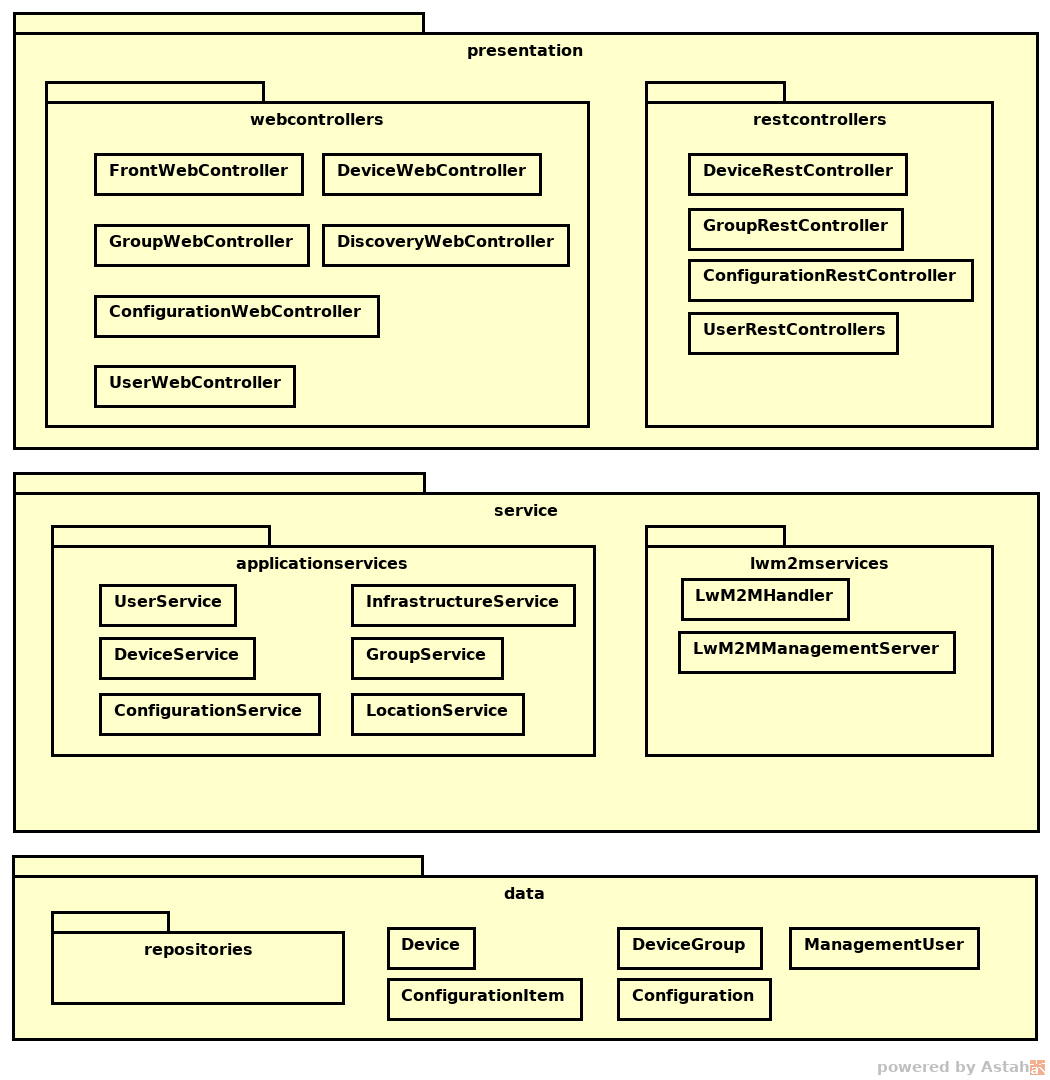 presentation
webcontrollers
FrontWebController
DeviceWebController
GroupWebController
DiscoveryWebController
ConfigurationWebController
UserWebController
restcontrollers
DeviceRestController
GroupRestController
ConfigurationRestController
UserRestControllers
service
applicationservices
UserService
InfrastructureService
DeviceService
GroupService
ConfigurationService
LocationService
lwm2mservices
LwM2MHandler
LwM2MManagementServer
data
repositories
Device
DeviceGroup
ManagementUser
ConfigurationItem
Configuration
powered by Astah